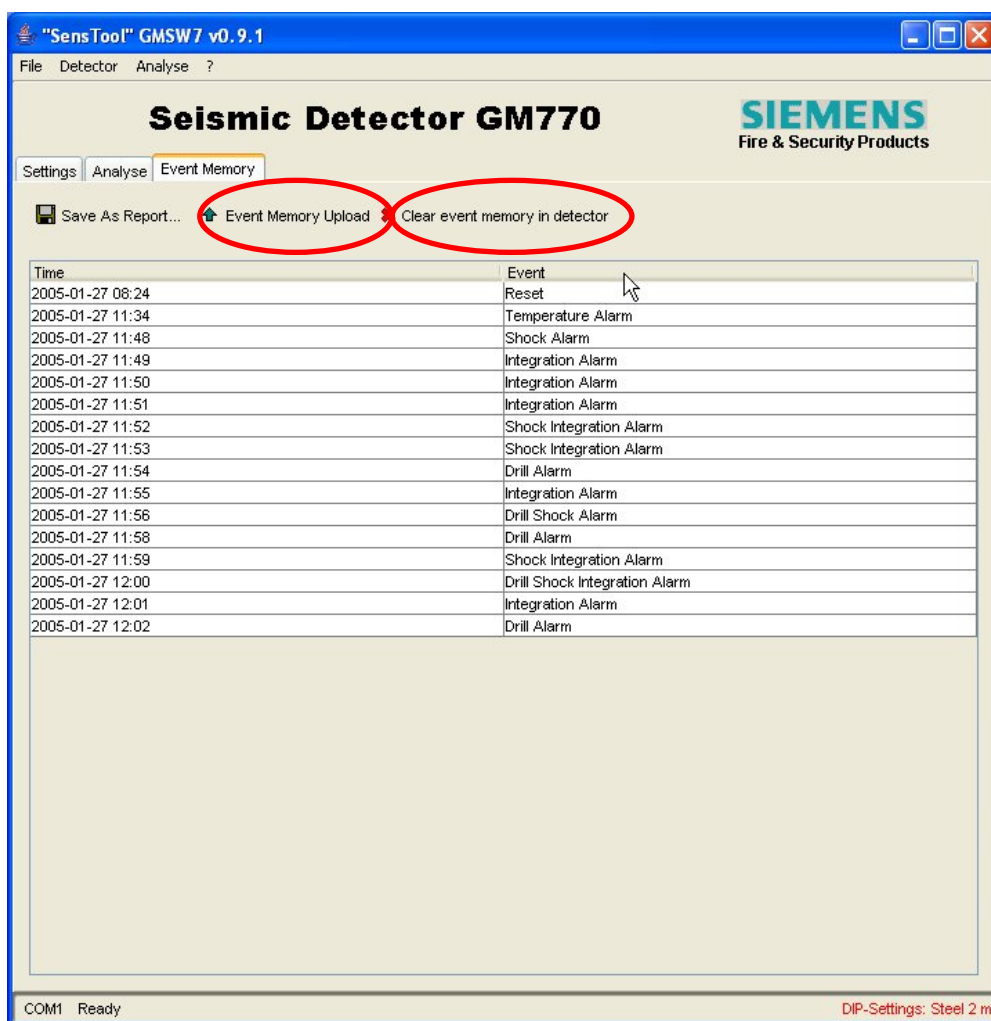 "SensTool" GMSW7 v0.9.1
File Detector Analyse ?
Seismic Detector GM770
SIEMENS
Fire & Security Products
Settings Analyse Event Memory
Save As Report... Event Memory Upload Clear event memory in detector
Time Event
2005-01-27 08:24 Reset
2005-01-27 11:34 Temperature Alarm
2005-01-27 11:48 Shock Alarm
2005-01-27 11:49 Integration Alarm
2005-01-27 11:50 Integration Alarm
2005-01-27 11:51 Integration Alarm
2005-01-27 11:52 Shock Integration Alarm
2005-01-27 11:53 Shock Integration Alarm
2005-01-27 11:54 Drill Alarm
2005-01-27 11:55 Integration Alarm
2005-01-27 11:56 Drill Shock Alarm
2005-01-27 11:58 Drill Alarm
2005-01-27 11:59 Shock Integration Alarm
2005-01-27 12:00 Drill Shock Integration Alarm
2005-01-27 12:01 Integration Alarm
2005-01-27 12:02 Drill Alarm
COM1 Ready DIP-Settings: Steel 2 m